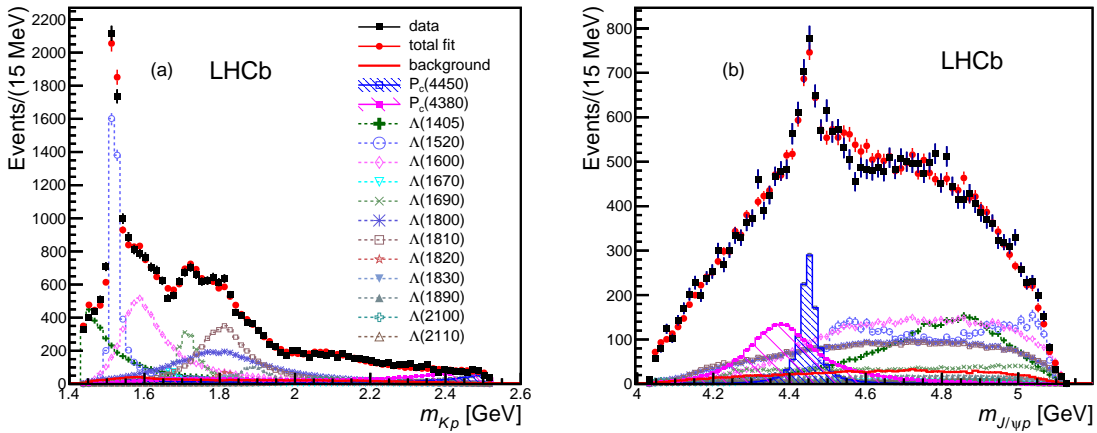 2200
2000
1800
1600
1400
1200
1000
800
600
400
200
0
Events/(15 MeV)
(a)
LHCb
data
total fit
background
P_c(4450)
P_c(4380)
Λ(1405)
Λ(1520)
Λ(1600)
Λ(1670)
Λ(1690)
Λ(1800)
Λ(1810)
Λ(1820)
Λ(1830)
Λ(1890)
Λ(2100)
Λ(2110)
1.4 1.6 1.8 2 2.2 2.4 2.6
m_Kp [GeV]
800
700
600
500
400
300
200
100
0
Events/(15 MeV)
(b)
LHCb
4 4.2 4.4 4.6 4.8 5
m_J/ψp [GeV]